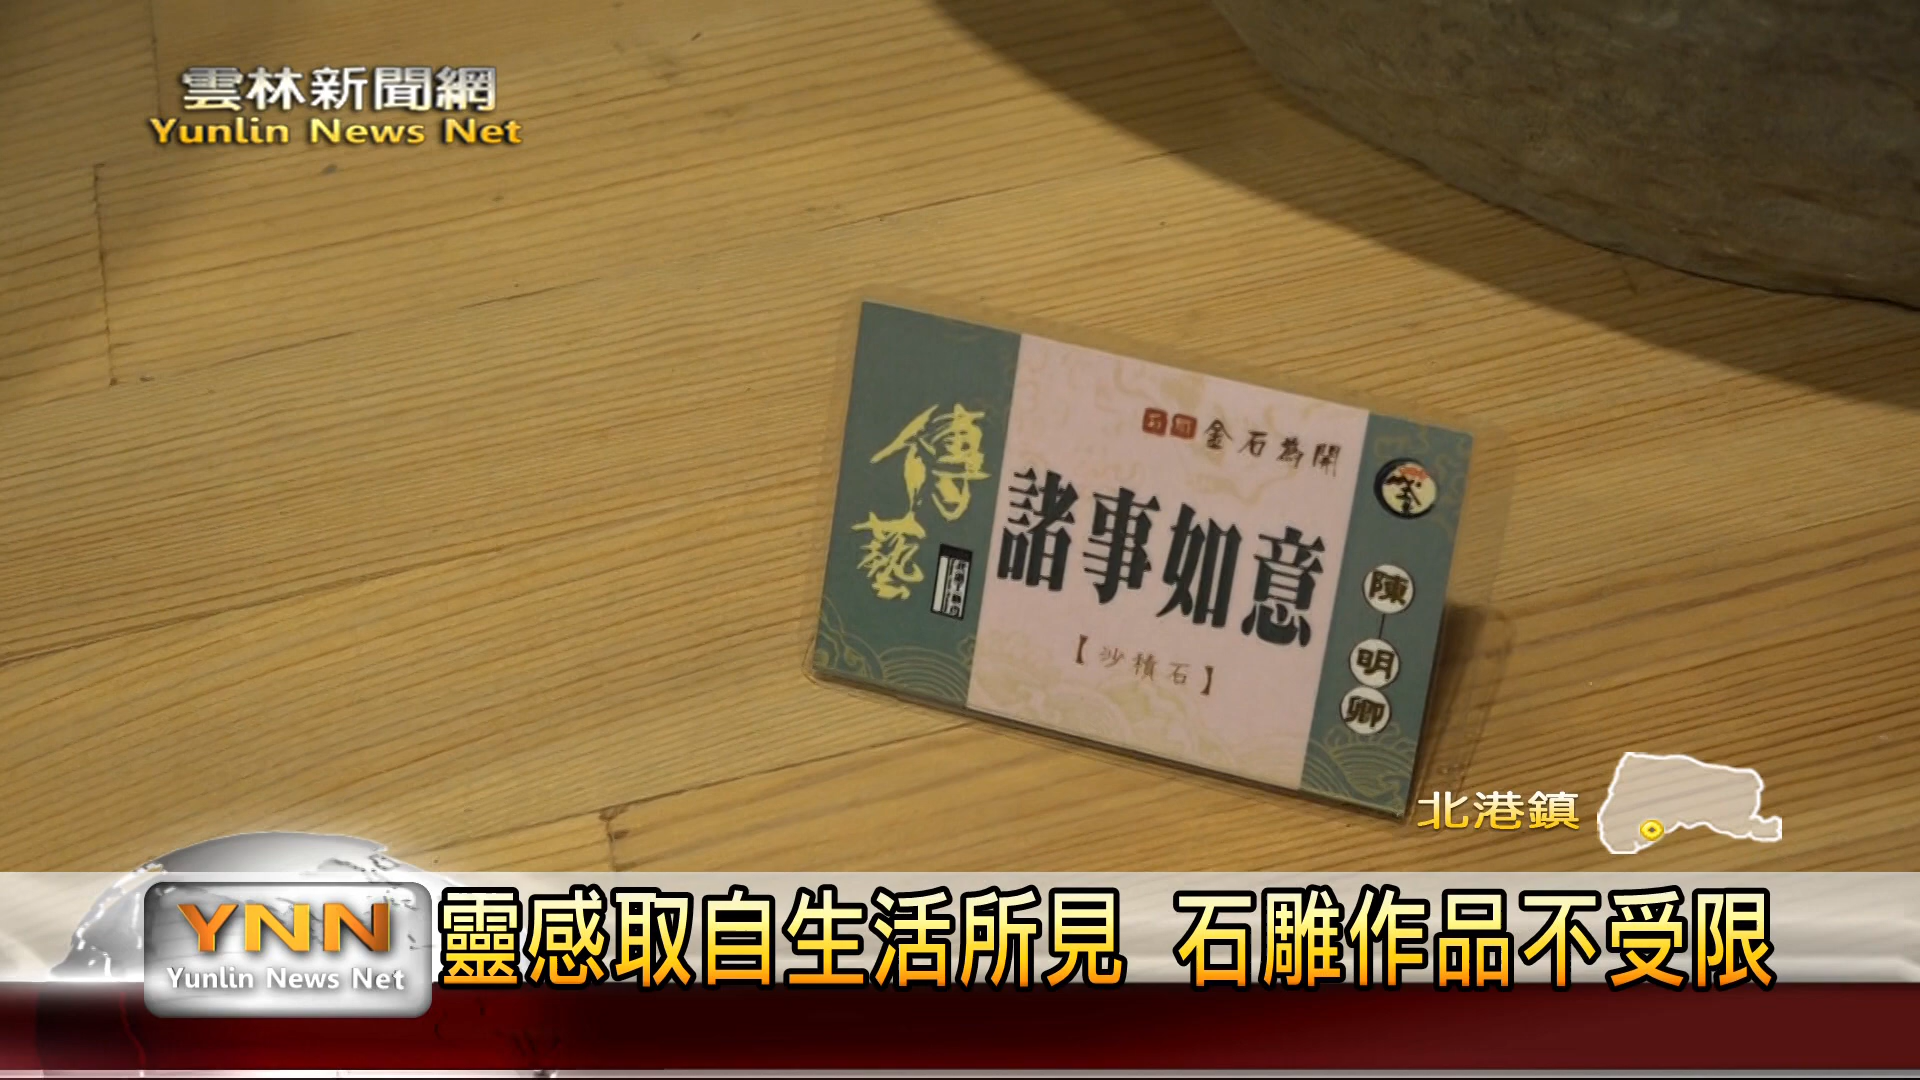 雲林新聞網
Yunlin News Net
傳藝
金石為開
諸事如意
【沙積石】
陳明卿
北港鎮
YNN
Yunlin News Net
靈感取自生活所見 石雕作品不受限